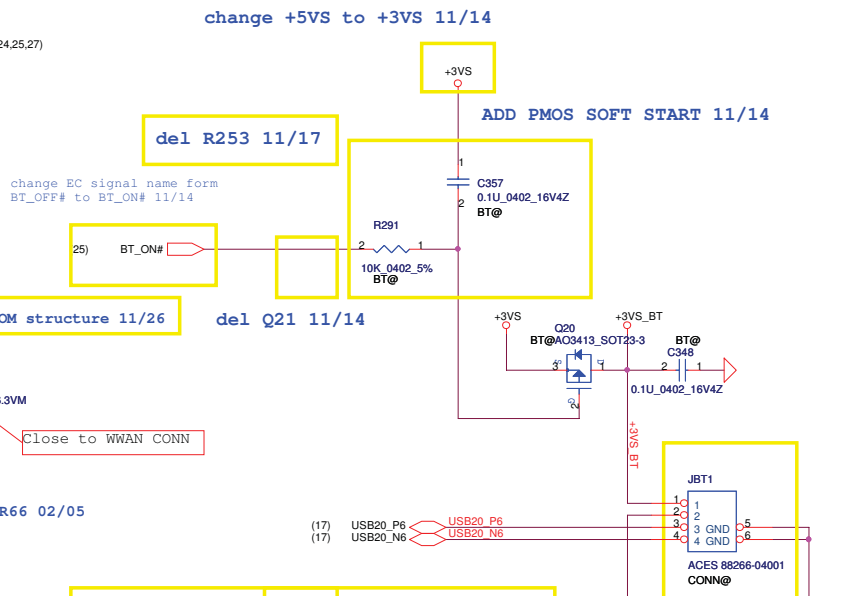 change +5VS to +3VS 11/14
24,25,27)
+3VS
ADD PMOS SOFT START 11/14
del R253 11/17
1
change EC signal name form
BT_OFF# to BT_ON# 11/14
C357
0.1U_0402_16V4Z
2
BT@
R291
25)
BT_ON#
2
1
10K_0402_5%
BT@
OM structure 11/26
del Q21 11/14
+3VS
+3VS_BT
Q20
BT@AO3413_SOT23-3
BT@
C348
S
D
3
1
2
1
G
2
0.1U_0402_16V4Z
.3VM
Close to WWAN CONN
+3VS_BT
JBT1
R66 02/05
1
1
2
2
(17)
USB20_P6
USB20_P6
3
3 GND
5
(17)
USB20_N6
USB20_N6
4
4 GND
6
ACES 88266-04001
CONN@